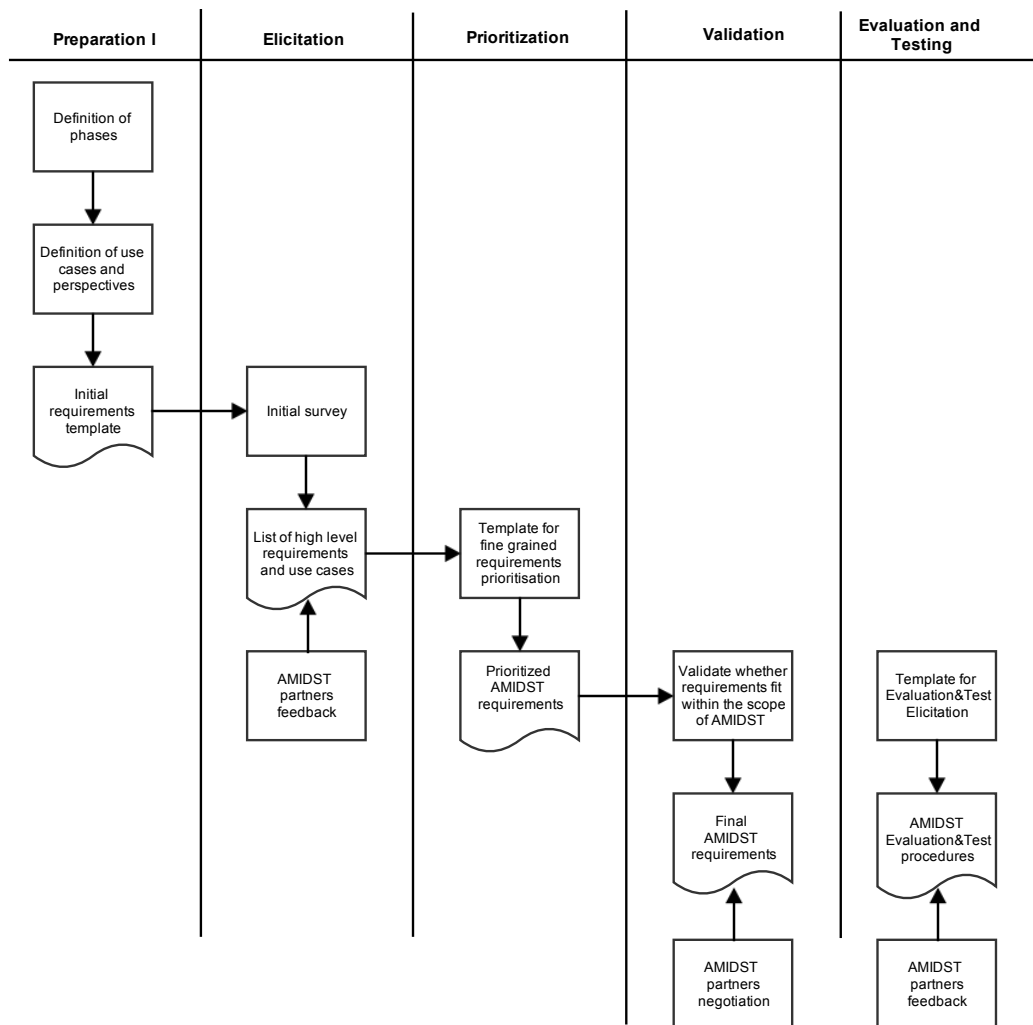 Preparation I
Elicitation
Prioritization
Validation
Evaluation and
Testing
Definition of
phases
Definition of use
cases and
perspectives
Initial
requirements
template
Initial survey
List of high level
requirements
and use cases
AMIDST
partners
feedback
Template for
fine grained
requirements
prioritisation
Prioritized
AMIDST
requirements
Validate whether
requirements fit
within the scope
of AMIDST
Final
AMIDST
requirements
AMIDST
partners
negotiation
Template for
Evaluation&Test
Elicitation
AMIDST
Evaluation&Test
procedures
AMIDST
partners
feedback